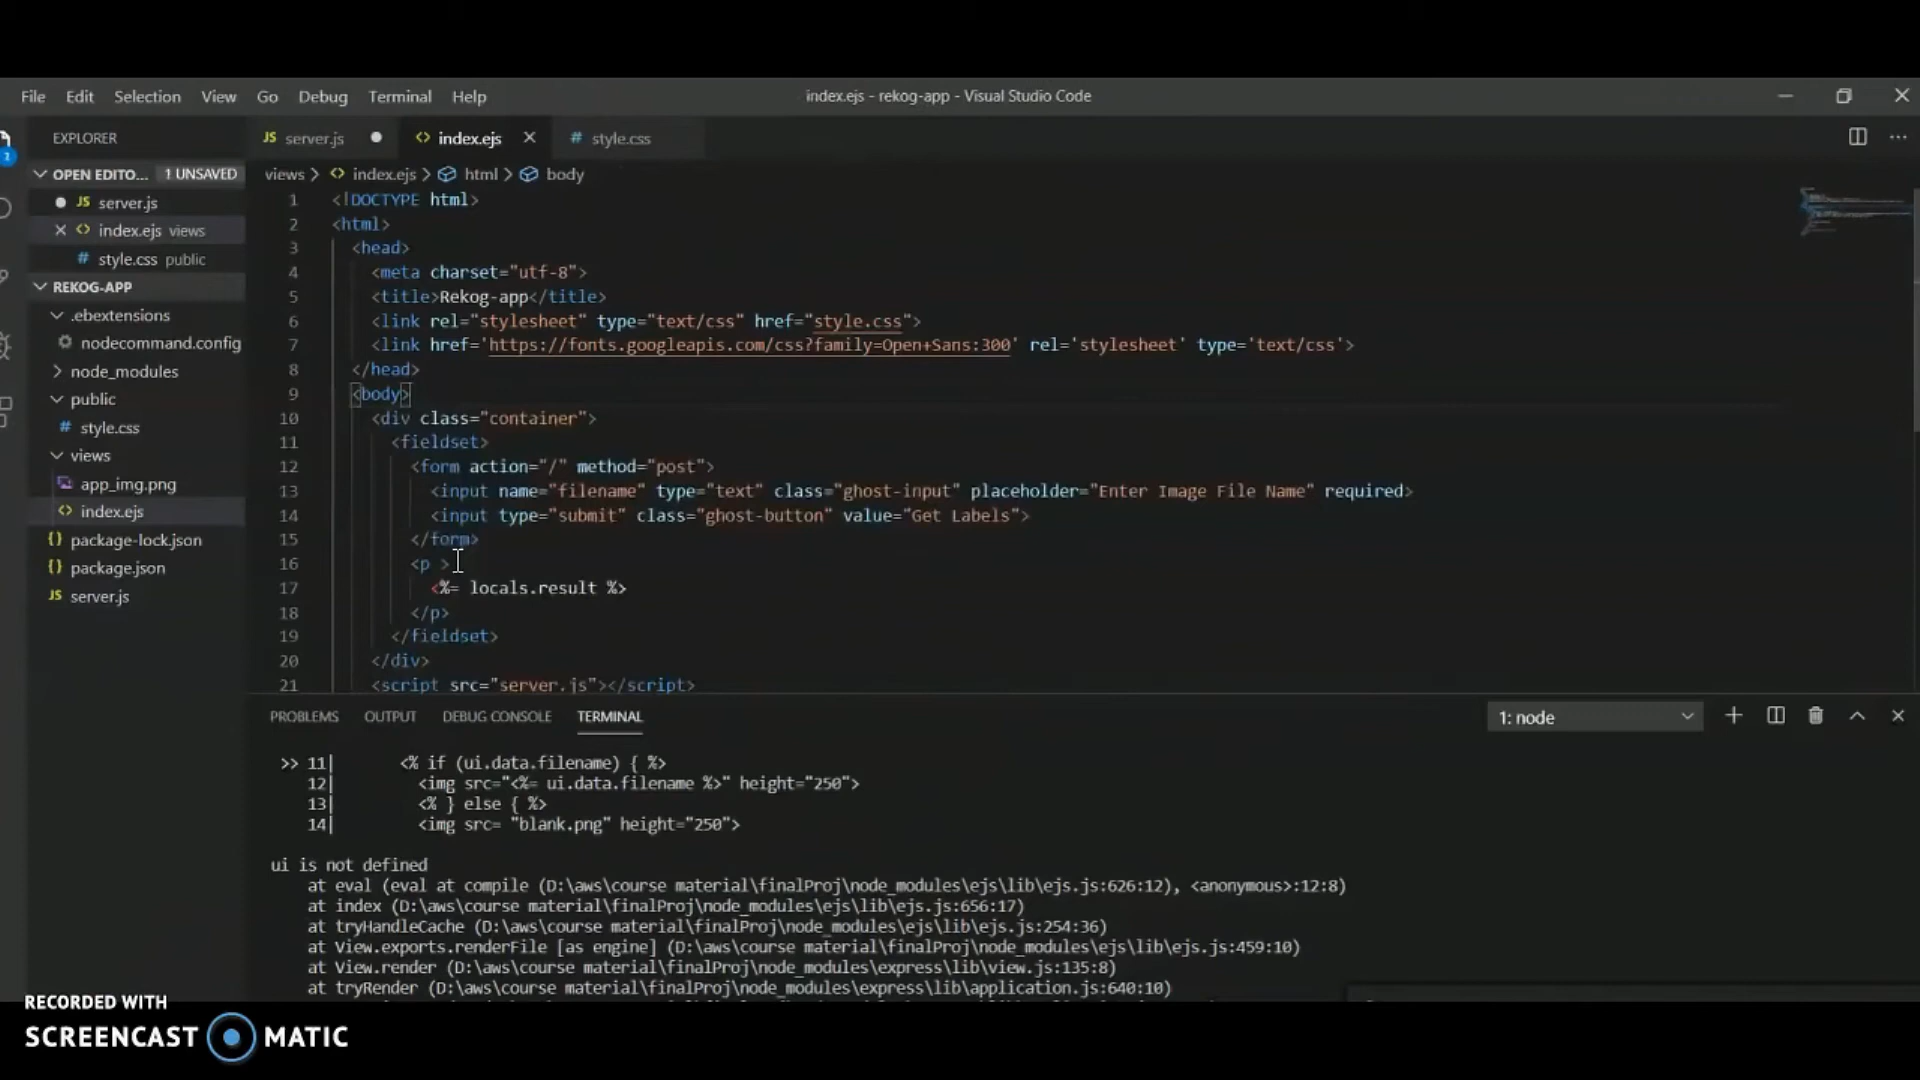 File Edit Selection View Go Debug Terminal Help
index.ejs - rekog-app - Visual Studio Code
EXPLORER
JS server.js
<> index.ejs
# style.css
OPEN EDITO... 1 UNSAVED
JS server.js
<> index.ejs views
# style.css public
REKOG-APP
.ebextensions
nodecommand.config
node_modules
public
# style.css
views
app_img.png
<> index.ejs
{} package-lock.json
{} package.json
JS server.js
views > <> index.ejs > html > body
1 <!DOCTYPE html>
2 <html>
3 <head>
4 <meta charset="utf-8">
5 <title>Rekog-app</title>
6 <link rel="stylesheet" type="text/css" href="style.css">
7 <link href='https://fonts.googleapis.com/css?family=Open+Sans:300' rel='stylesheet' type='text/css'>
8 </head>
9 <body>
10 <div class="container">
11 <fieldset>
12 <form action="/" method="post">
13 <input name="filename" type="text" class="ghost-input" placeholder="Enter Image File Name" required>
14 <input type="submit" class="ghost-button" value="Get Labels">
15 </form>
16 <p >
17 <%= locals.result %>
18 </p>
19 </fieldset>
20 </div>
21 <script src="server.js"></script>
PROBLEMS OUTPUT DEBUG CONSOLE TERMINAL
1: node
>> 11| <% if (ui.data.filename) { %>
12| <img src="<%= ui.data.filename %>" height="250">
13| <% } else { %>
14| <img src= "blank.png" height="250">
ui is not defined
at eval (eval at compile (D:\aws\course material\finalProj\node_modules\ejs\lib\ejs.js:626:12), <anonymous>:12:8)
at index (D:\aws\course material\finalProj\node_modules\ejs\lib\ejs.js:656:17)
at tryHandleCache (D:\aws\course material\finalProj\node_modules\ejs\lib\ejs.js:254:36)
at View.exports.renderFile [as engine] (D:\aws\course material\finalProj\node_modules\ejs\lib\ejs.js:459:10)
at View.render (D:\aws\course material\finalProj\node_modules\express\lib\view.js:135:8)
at tryRender (D:\aws\course material\finalProj\node_modules\express\lib\application.js:640:10)
RECORDED WITH
SCREENCAST MATIC